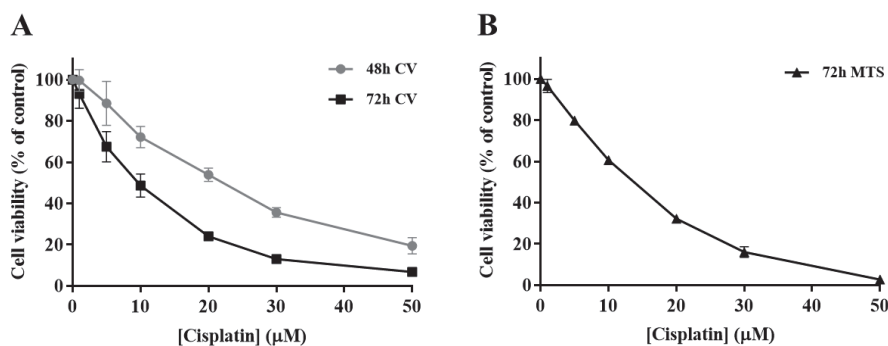 A
48h CV
72h CV
Cell viability (% of control)
100
80
60
40
20
0
0 10 20 30 40 50
[Cisplatin] (μM)
B
72h MTS
Cell viability (% of control)
100
80
60
40
20
0
0 10 20 30 40 50
[Cisplatin] (μM)